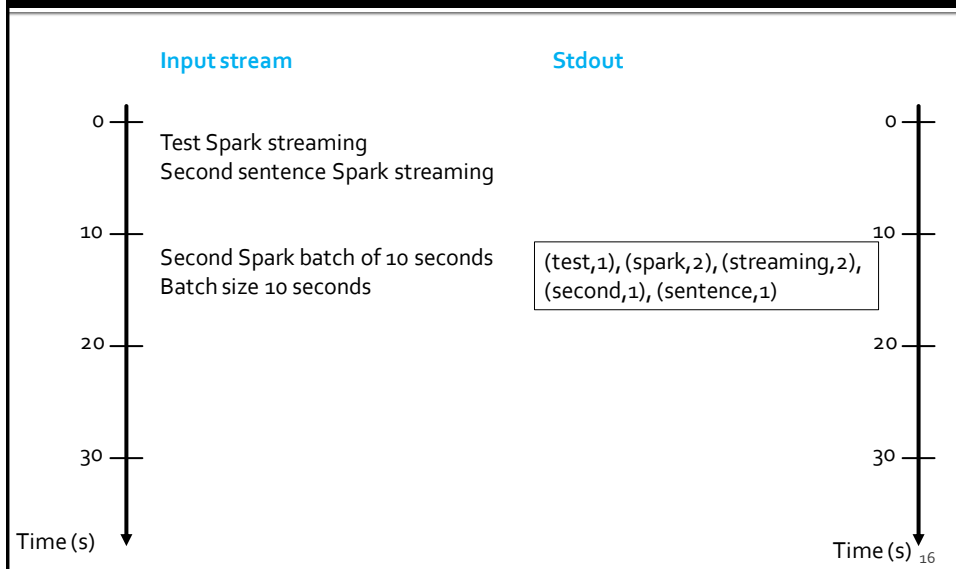 Input stream
Stdout
0
0
Test Spark streaming
Second sentence Spark streaming
10
10
Second Spark batch of 10 seconds
Batch size 10 seconds
(test,1), (spark,2), (streaming,2),
(second,1), (sentence,1)
20
20
30
30
Time (s)
Time (s)
16